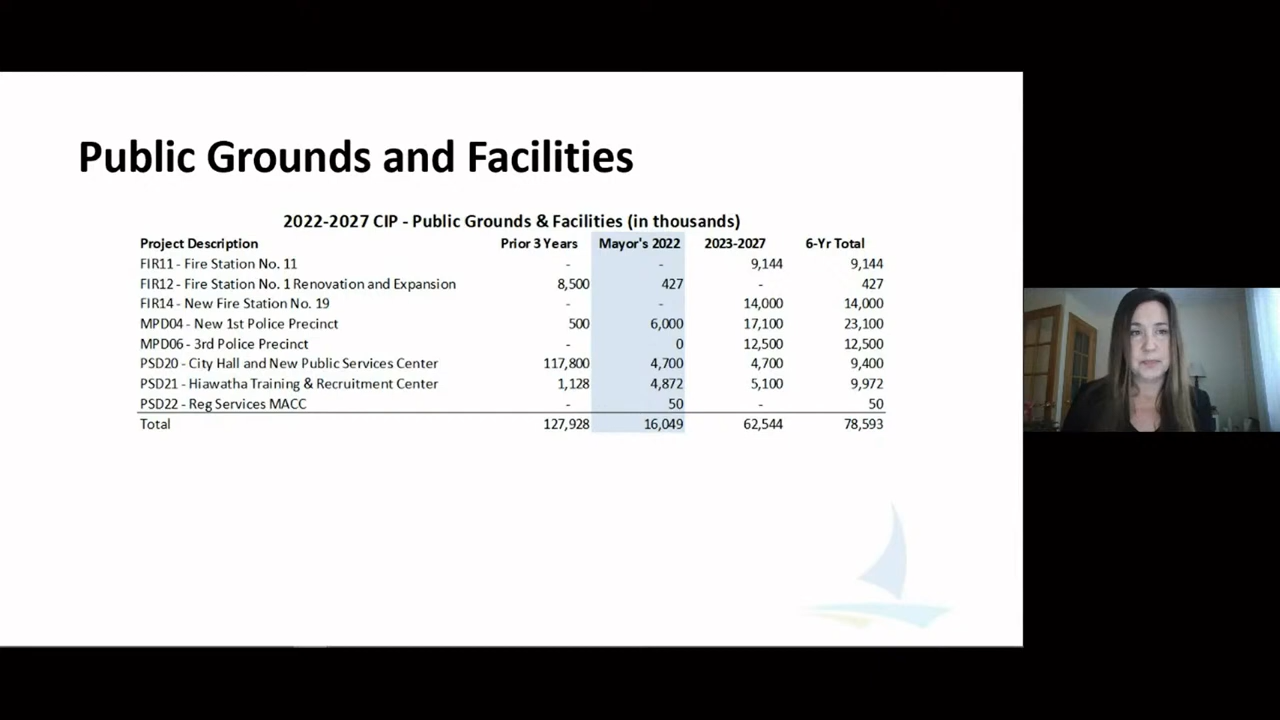 Public Grounds and Facilities
2022-2027 CIP - Public Grounds & Facilities (in thousands)
Project Description Prior 3 Years Mayor's 2022 2023-2027 6-Yr Total
FIR11 - Fire Station No. 11 - - 9,144 9,144
FIR12 - Fire Station No. 1 Renovation and Expansion 8,500 427 - 427
FIR14 - New Fire Station No. 19 - - 14,000 14,000
MPD04 - New 1st Police Precinct 500 6,000 17,100 23,100
MPD06 - 3rd Police Precinct - 0 12,500 12,500
PSD20 - City Hall and New Public Services Center 117,800 4,700 4,700 9,400
PSD21 - Hiawatha Training & Recruitment Center 1,128 4,872 5,100 9,972
PSD22 - Reg Services MACC - 50 - 50
Total 127,928 16,049 62,544 78,593